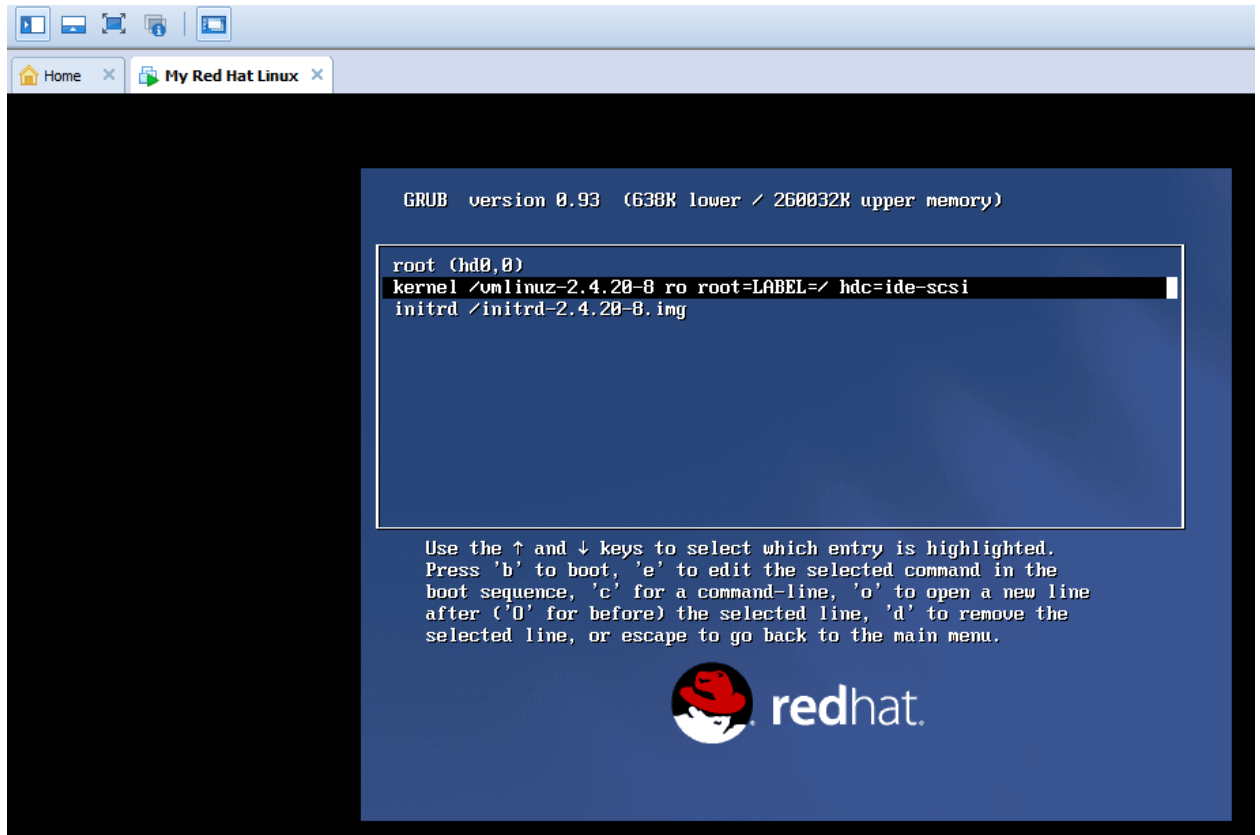 Home
My Red Hat Linux
GRUB version 0.93 (638K lower / 260032K upper memory)
root (hd0,0)
kernel /vmlinuz-2.4.20-8 ro root=LABEL=/ hdc=ide-scsi
initrd /initrd-2.4.20-8.img
Use the ↑ and ↓ keys to select which entry is highlighted.
Press 'b' to boot, 'e' to edit the selected command in the
boot sequence, 'c' for a command-line, 'o' to open a new line
after ('O' for before) the selected line, 'd' to remove the
selected line, or escape to go back to the main menu.
redhat.